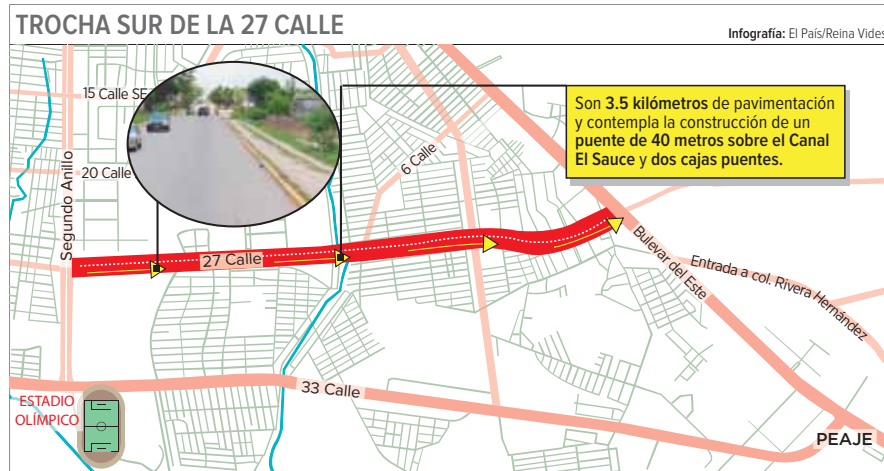 TROCHA SUR DE LA 27 CALLE
Infografía: El País/Reina Vides
15 Calle SE
Son 3.5 kilómetros de pavimentación
y contempla la construcción de un
puente de 40 metros sobre el Canal
El Sauce y dos cajas puentes.
20 Calle
6 Calle
Segundo Anillo
27 Calle
Bulevar del Este
Entrada a col. Rivera Hernández
33 Calle
ESTADIO
OLÍMPICO
PEAJE